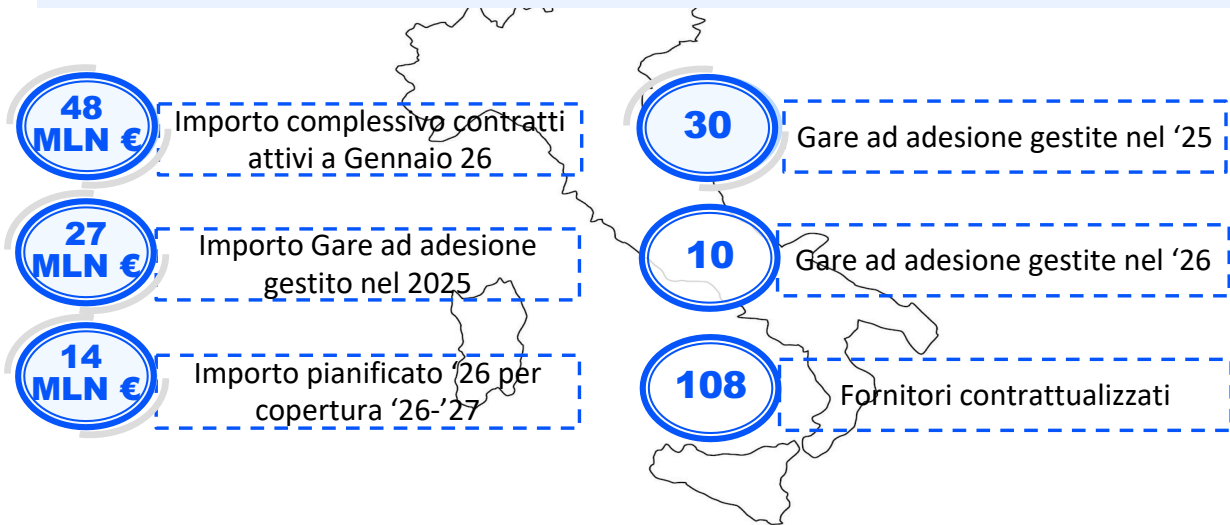 48
MLN €
Importo complessivo contratti
attivi a Gennaio 26
27
MLN €
Importo Gare ad adesione
gestito nel 2025
14
MLN €
Importo pianificato ‘26 per
copertura ‘26-’27
30
Gare ad adesione gestite nel ‘25
10
Gare ad adesione gestite nel ‘26
108
Fornitori contrattualizzati